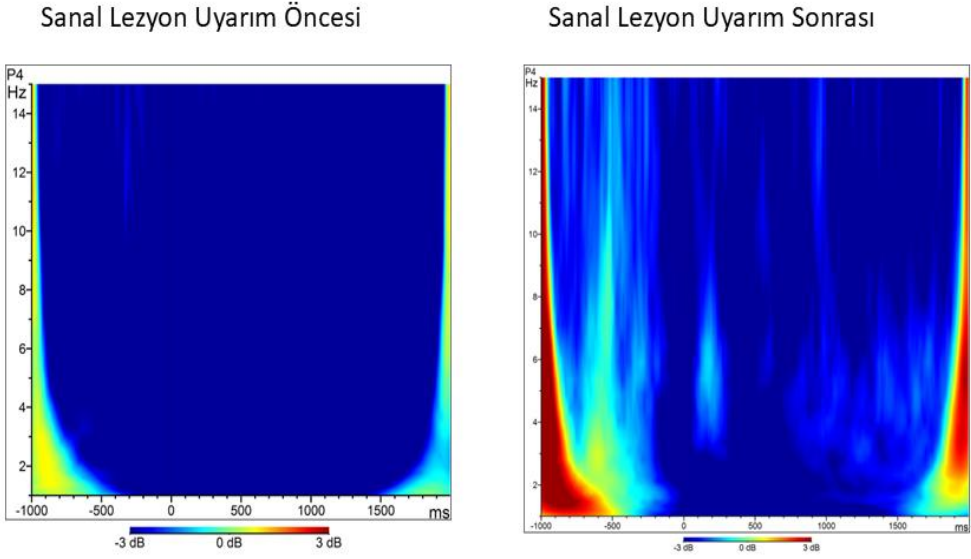 Sanal Lezyon Uyarım Öncesi
Sanal Lezyon Uyarım Sonrası
P4
Hz
14
12
10
8
6
4
2
-1000 -500 0 500 1000 1500 ms
-3 dB 0 dB 3 dB
P4
Hz
14
12
10
8
6
4
2
-1000 -500 0 500 1000 1500 ms
-3 dB 0 dB 3 dB